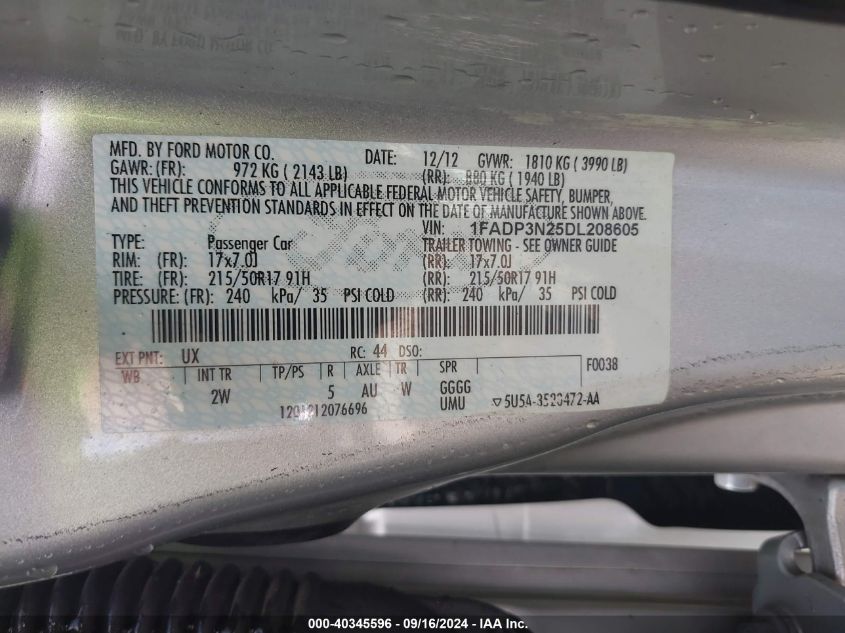 MFD. BY FORD MOTOR CO.
DATE: 12/12 GVWR: 1810 KG ( 3990 LB)
GAWR: (FR): 972 KG ( 2143 LB) (RR): 880 KG ( 1940 LB)
THIS VEHICLE CONFORMS TO ALL APPLICABLE FEDERAL MOTOR VEHICLE SAFETY, BUMPER,
AND THEFT PREVENTION STANDARDS IN EFFECT ON THE DATE OF MANUFACTURE SHOWN ABOVE.
VIN: 1FADP3N25DL208605
TYPE: Passenger Car TRAILER TOWING - SEE OWNER GUIDE
RIM: (FR): 17x7.0J (RR): 17x7.0J
TIRE: (FR): 215/50R17 91H (RR): 215/50R17 91H
PRESSURE: (FR): 240 kPa/ 35 PSI COLD (RR): 240 kPa/ 35 PSI COLD
EXT PNT: UX RC: 44 DSO:
WB INT TR TP/PS R AXLE TR SPR F0038
2W 5 AU W GGGG
UMU ▽5U5A-3520472-AA
000-40345596 - 09/16/2024 - IAA Inc.